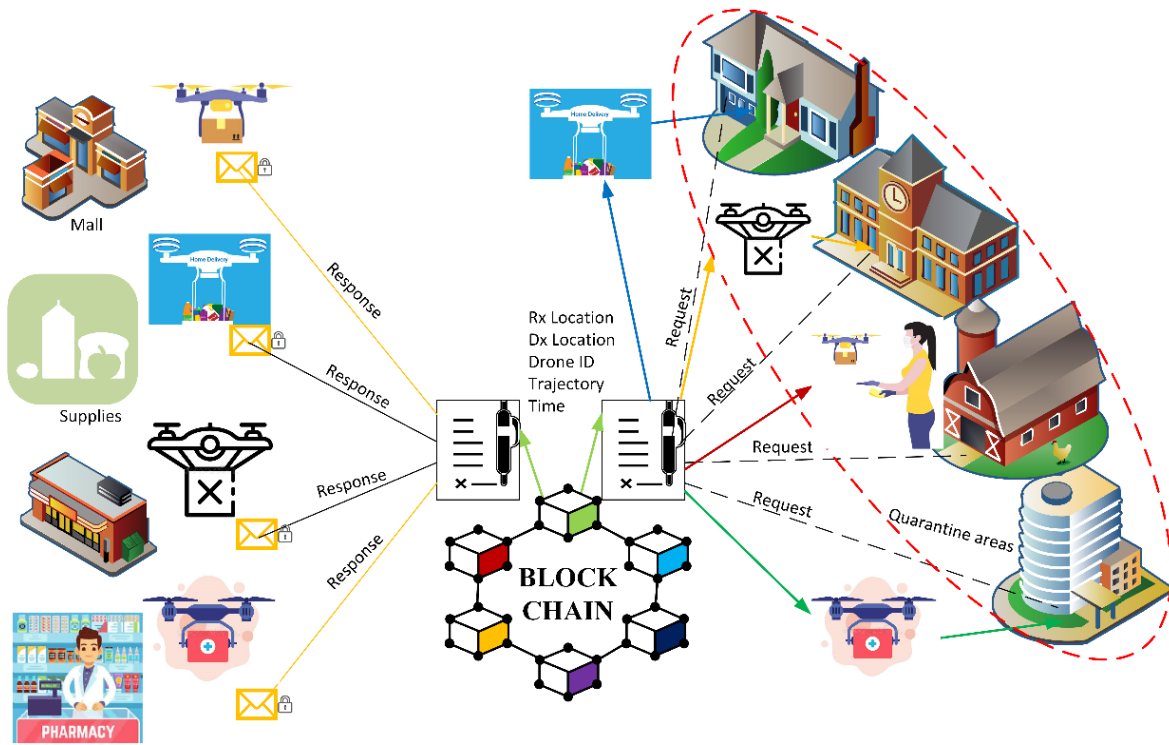 Mall
Supplies
PHARMACY
Home Delivery
Response
Response
Response
Response
Rx Location
Dx Location
Drone ID
Trajectory
Time
BLOCK
CHAIN
Home Delivery
Request
Request
Request
Request
Quarantine areas